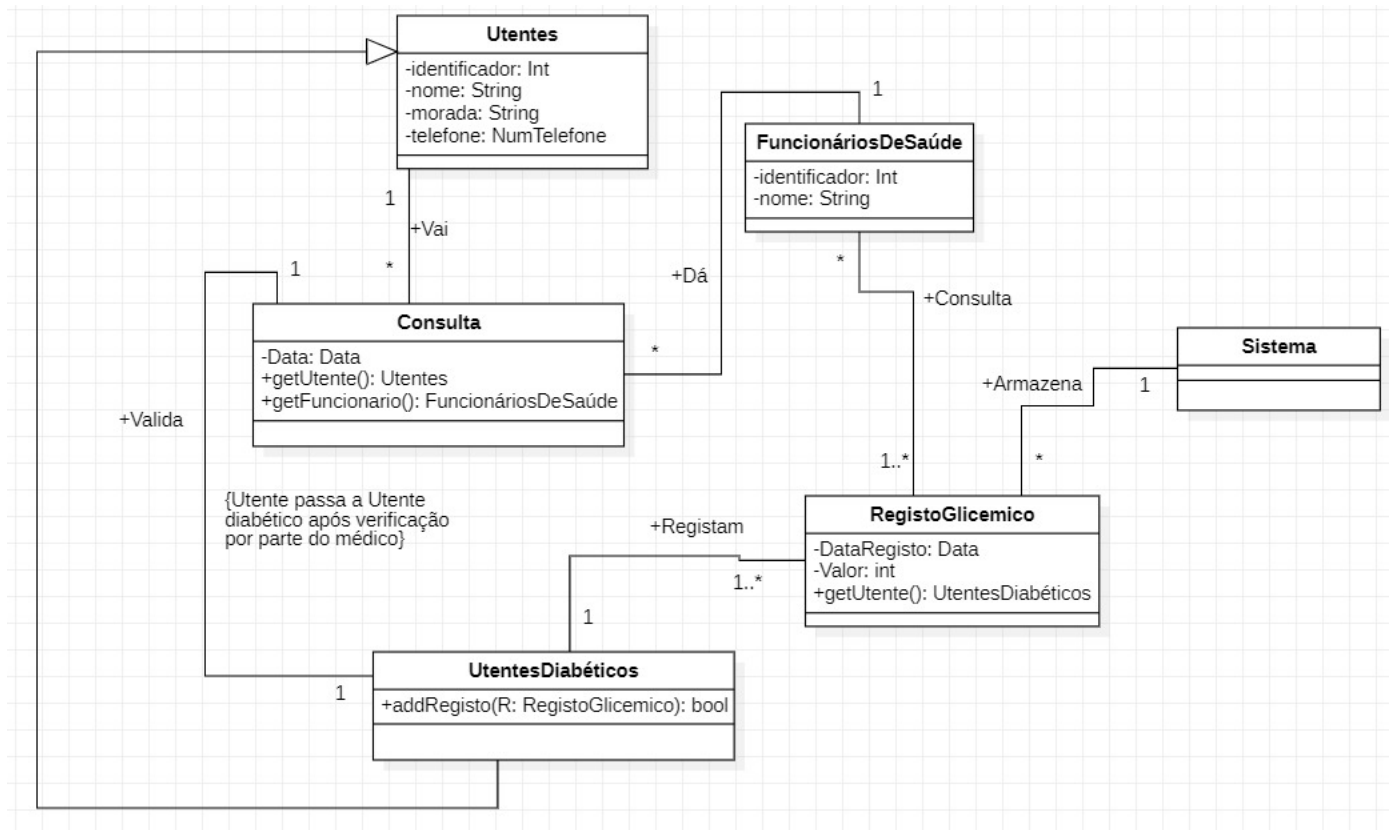 Utentes
-identificador: Int
-nome: String
-morada: String
-telefone: NumTelefone
1
+Vai
*
1
FuncionáriosDeSaúde
-identificador: Int
-nome: String
*
+Dá
+Consulta
1
Consulta
-Data: Data
+getUtente(): Utentes
+getFuncionario(): FuncionáriosDeSaúde
*
Sistema
+Armazena
1
+Valida
1..*
*
{Utente passa a Utente
diabético após verificação
por parte do médico}
RegistoGlicemico
-DataRegisto: Data
-Valor: int
+getUtente(): UtentesDiabéticos
+Registam
1..*
1
UtentesDiabéticos
+addRegisto(R: RegistoGlicemico): bool
1